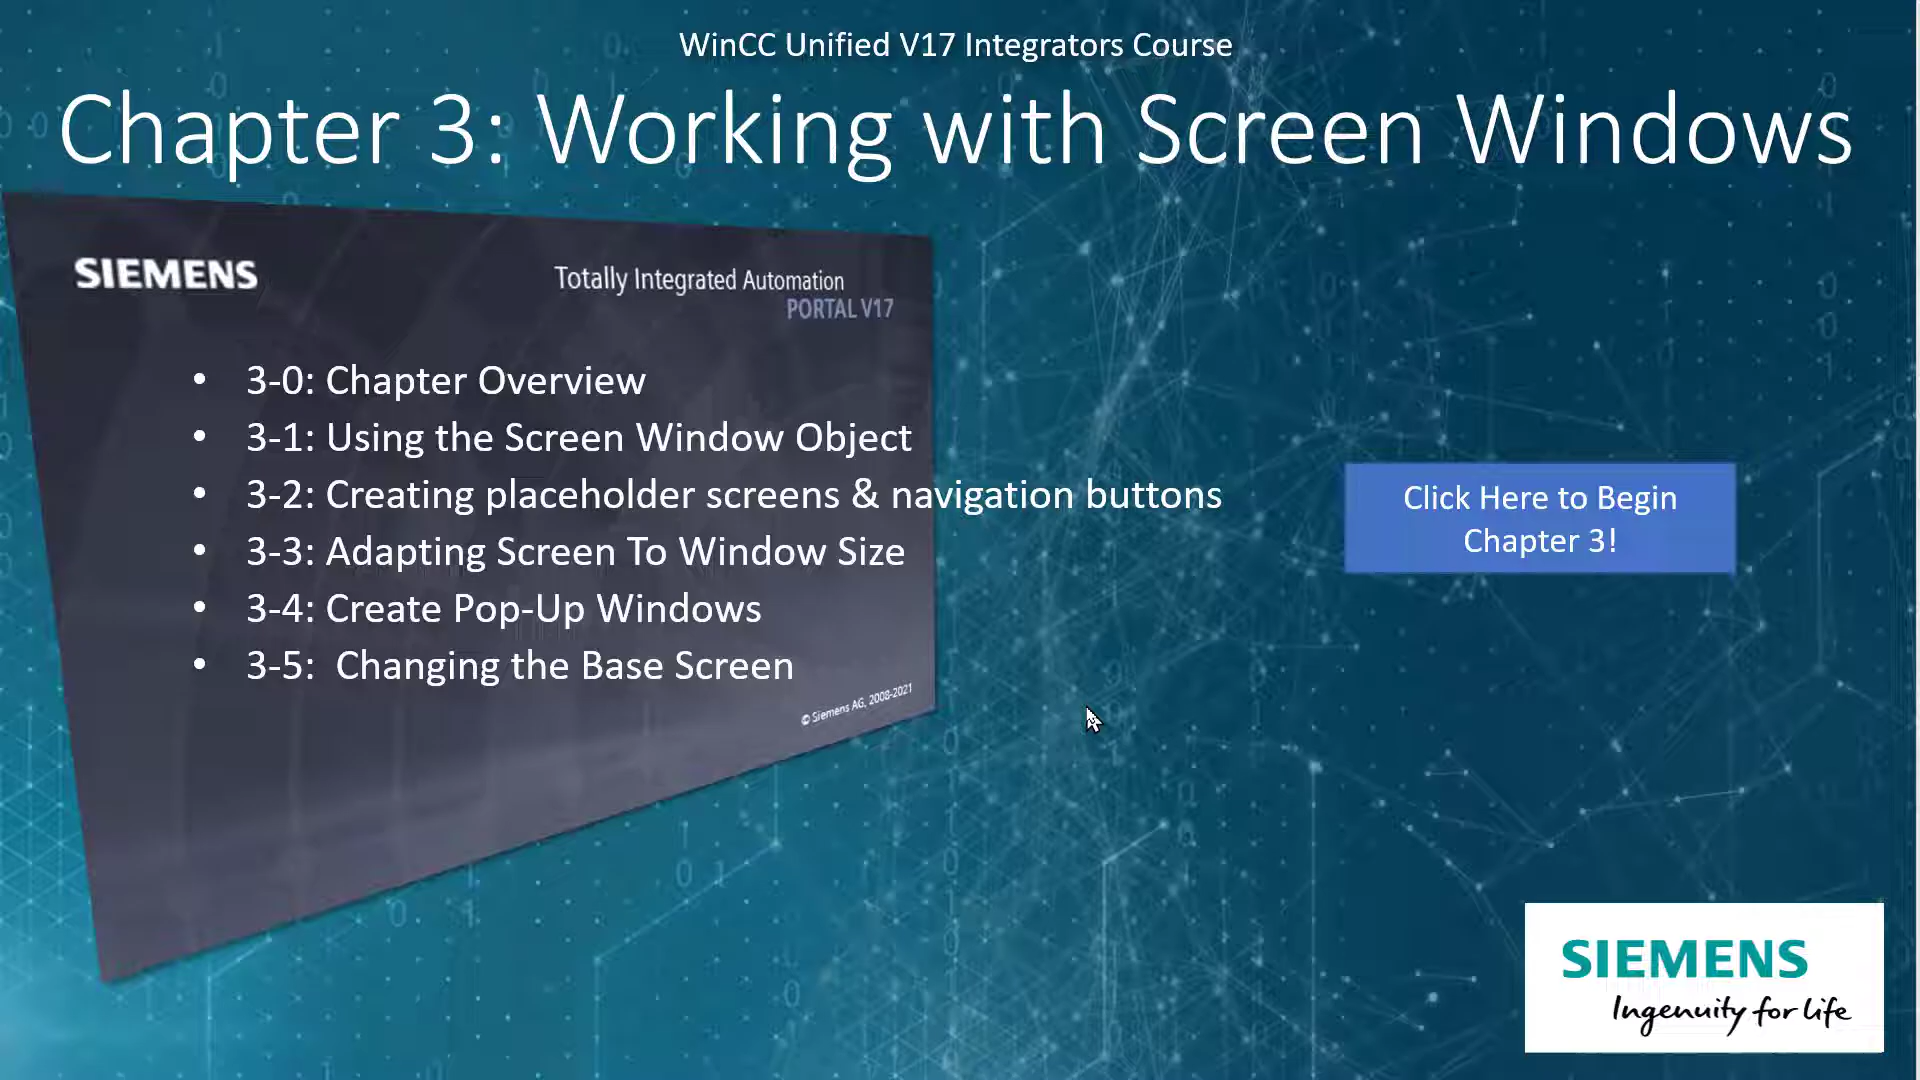 WinCC Unified V17 Integrators Course
Chapter 3: Working with Screen Windows
SIEMENS
Totally Integrated Automation
PORTAL V17
• 3-0: Chapter Overview
• 3-1: Using the Screen Window Object
• 3-2: Creating placeholder screens & navigation buttons
• 3-3: Adapting Screen To Window Size
• 3-4: Create Pop-Up Windows
• 3-5: Changing the Base Screen
© Siemens AG, 2008-2021
Click Here to Begin
Chapter 3!
SIEMENS
Ingenuity for life